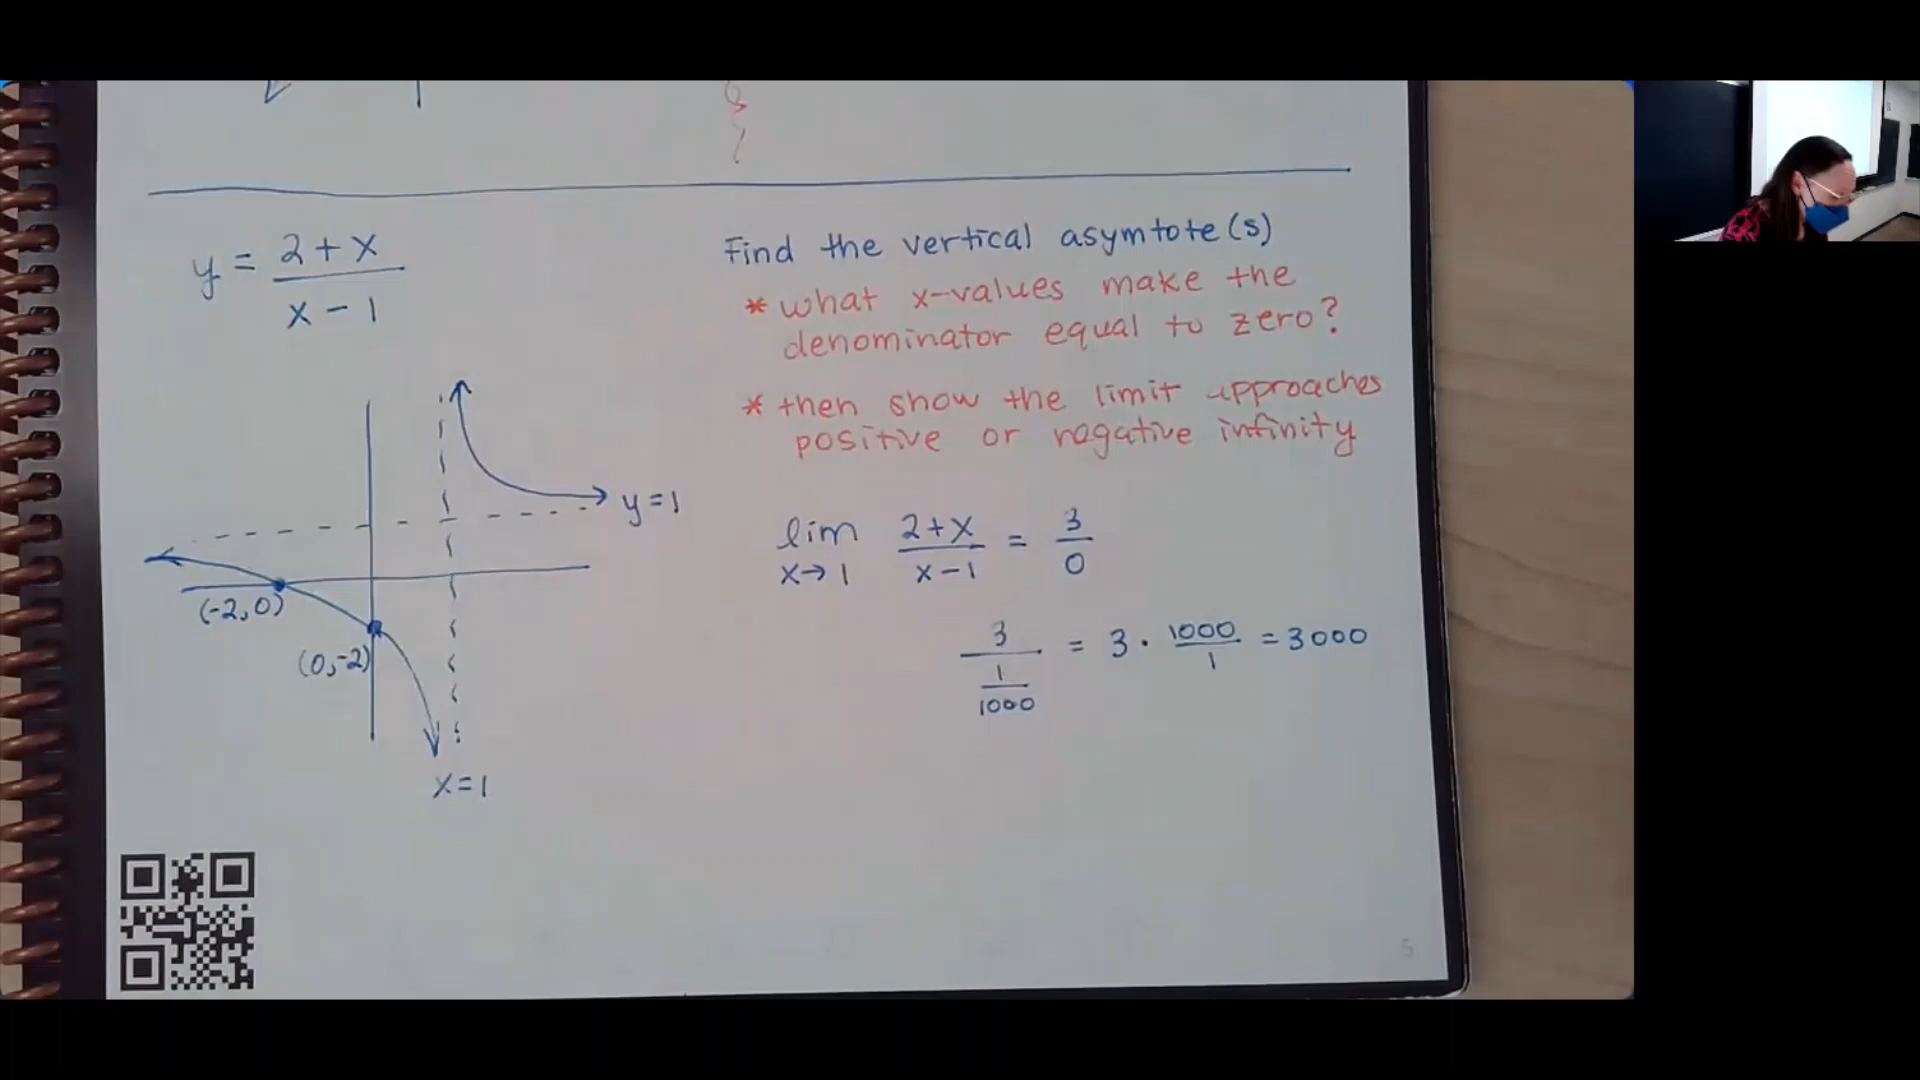 y = 2+x / x-1
Find the vertical asymtote(s)
* what x-values make the
denominator equal to zero?
* then show the limit approaches
positive or nogative infinity
y=1
(-2,0)
(0,-2)
x=1
lim x→1 2+x / x-1 = 3/0
3 / (1/1000) = 3 · 1000/1 = 3000
5